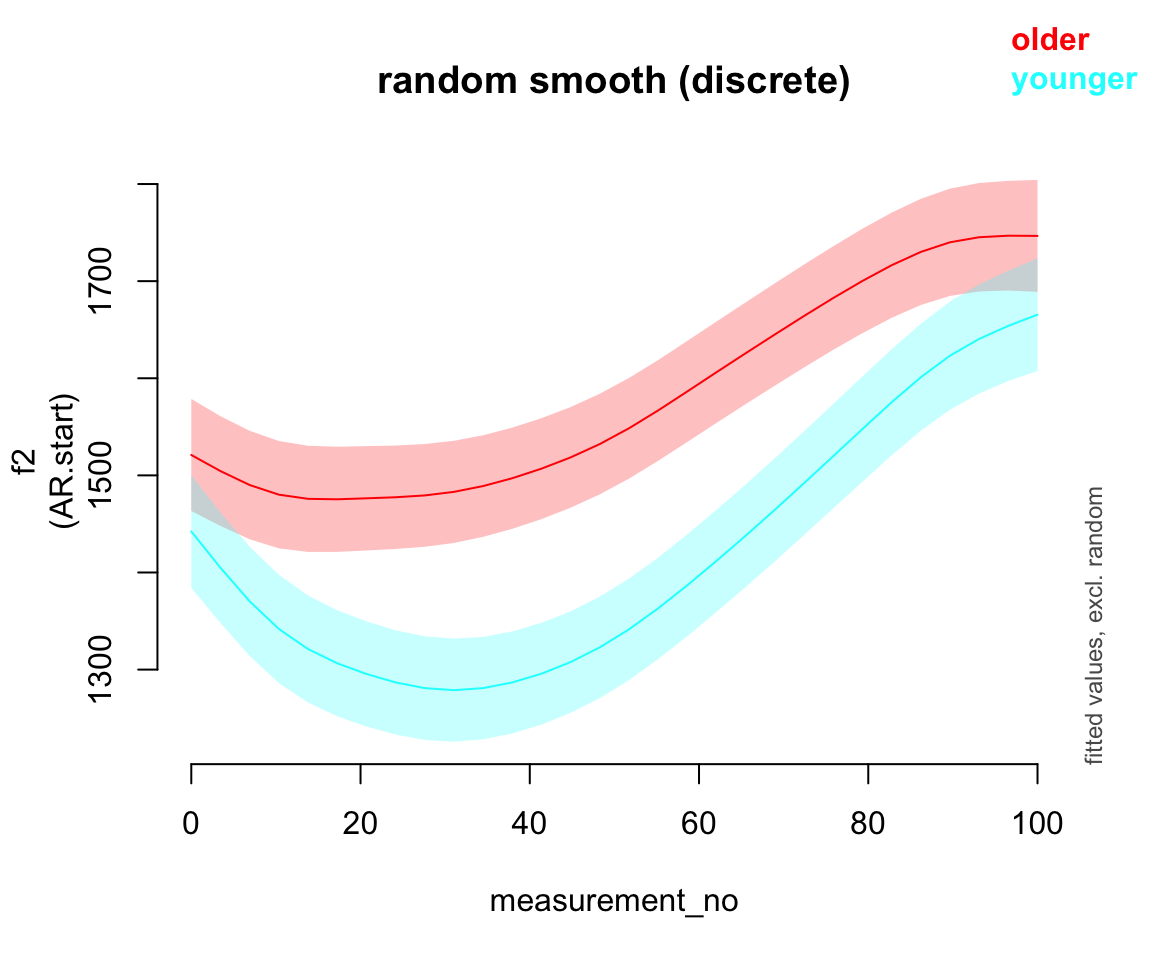 older
younger
random smooth (discrete)
f2
(AR.start)
1700
1500
1300
0 20 40 60 80 100
measurement_no
fitted values, excl. random